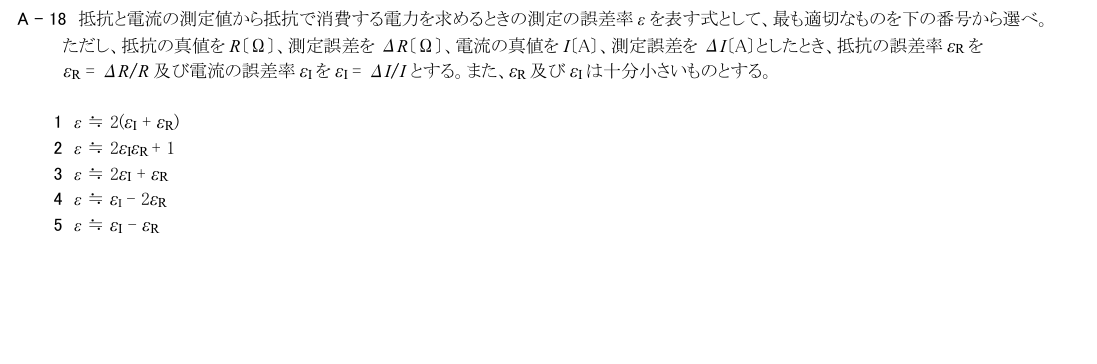 A－18 抵抗と電流の測定値から抵抗で消費する電力を求めるときの測定の誤差率 ε を表す式として、最も適切なものを下の番号から選べ。
ただし、抵抗の真値を R〔Ω〕、測定誤差を ΔR〔Ω〕、電流の真値を I〔A〕、測定誤差を ΔI〔A〕としたとき、抵抗の誤差率 εR を
εR = ΔR/R 及び電流の誤差率 εI を εI = ΔI/I とする。また、εR 及び εI は十分小さいものとする。
1 ε ≒ 2(εI + εR)
2 ε ≒ 2εIεR + 1
3 ε ≒ 2εI + εR
4 ε ≒ εI － 2εR
5 ε ≒ εI － εR